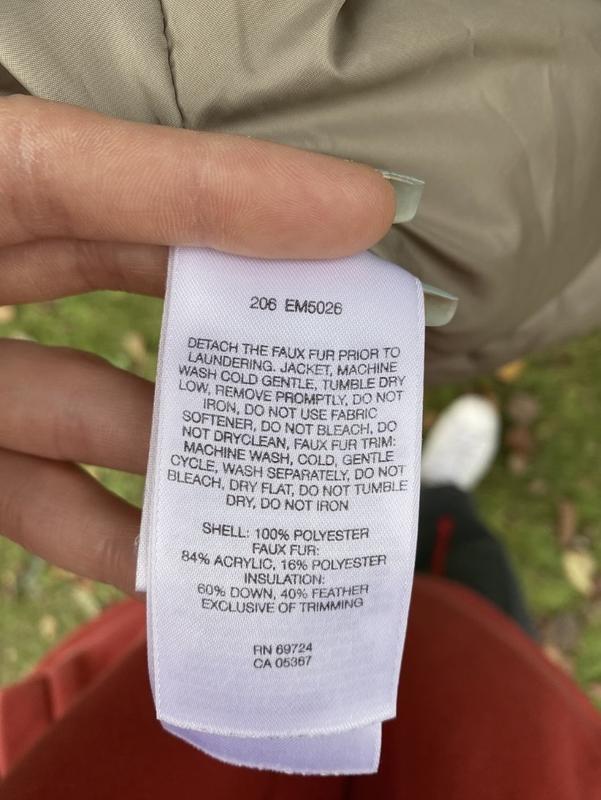 206 EM5026
DETACH THE FAUX FUR PRIOR TO
LAUNDERING. JACKET, MACHINE
WASH COLD GENTLE, TUMBLE DRY
LOW, REMOVE PROMPTLY, DO NOT
IRON, DO NOT USE FABRIC
SOFTENER, DO NOT BLEACH, DO
NOT DRYCLEAN, FAUX FUR TRIM:
MACHINE WASH, COLD, GENTLE
CYCLE, WASH SEPARATELY, DO NOT
BLEACH, DRY FLAT, DO NOT TUMBLE
DRY, DO NOT IRON
SHELL: 100% POLYESTER
FAUX FUR:
84% ACRYLIC, 16% POLYESTER
INSULATION:
60% DOWN, 40% FEATHER
EXCLUSIVE OF TRIMMING
RN 69724
CA 05367